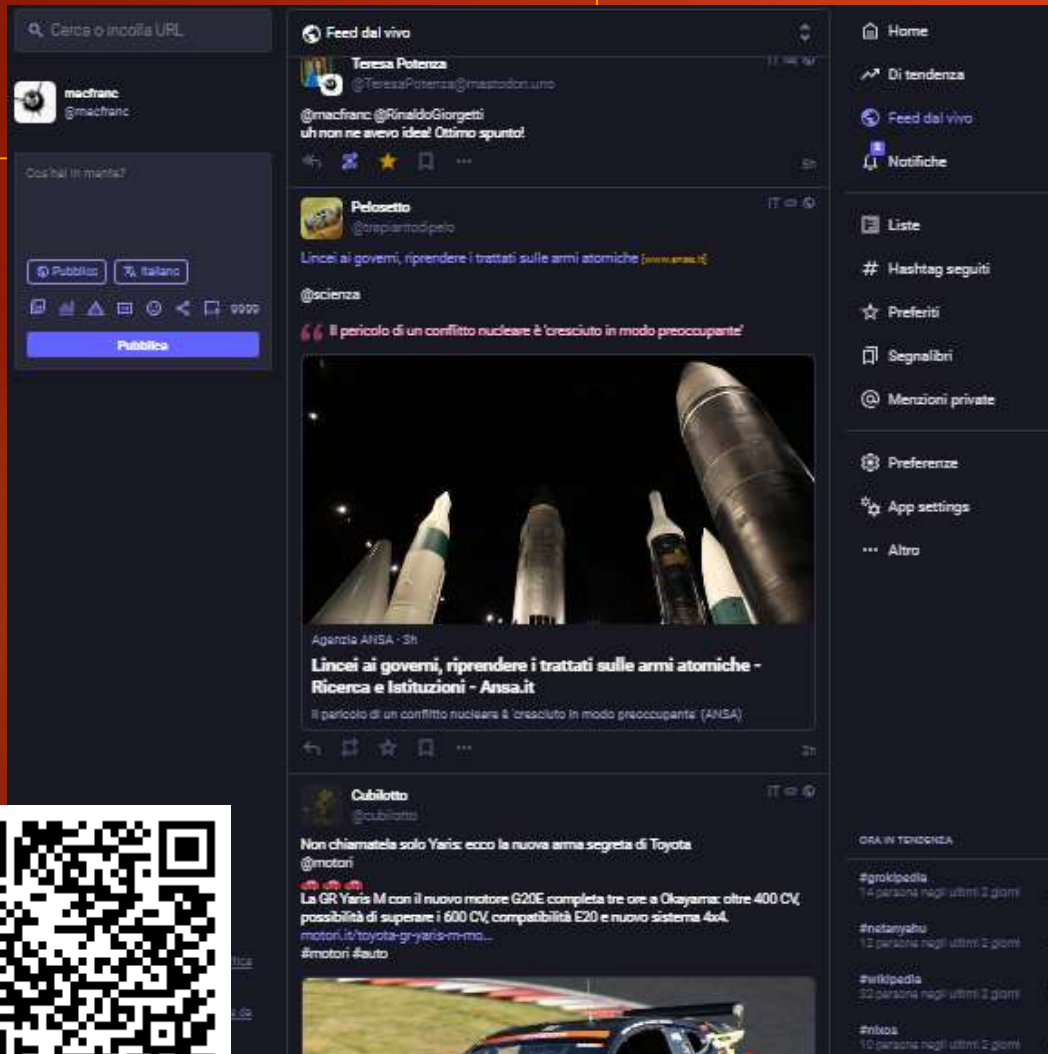 Cerca o incolla URL
macfranc
@macfranc
Cos'hai in mente?
Pubblico
Italiano
Pubblica
Feed dal vivo
Teresa Potenza
@TeresaPotenza@mastodon.uno
@macfranc @RinaldoGiorgetti
uh non ne avevo idea! Ottimo spunto!
5h
Pelosetto
IT
@trapiantodipelo
Lincei ai governi, riprendere i trattati sulle armi atomiche [www.ansa.it]
@scienza
Il pericolo di un conflitto nucleare è 'cresciuto in modo preoccupante'
Agenzia ANSA · 3h
Lincei ai governi, riprendere i trattati sulle armi atomiche -
Ricerca e Istituzioni - Ansa.it
Il pericolo di un conflitto nucleare è 'cresciuto in modo preoccupante' (ANSA)
2h
Cubilotto
IT
@cubilotto
Non chiamatela solo Yaris: ecco la nuova arma segreta di Toyota
@motori
La GR Yaris M con il nuovo motore G20E completa tre ore a Okayama: oltre 400 CV,
possibilità di superare i 600 CV, compatibilità E20 e nuovo sistema 4x4.
motori.it/toyota-gr-yaris-m-mo...
#motori #auto
Home
Di tendenza
Feed dal vivo
Notifiche
Liste
Hashtag seguiti
Preferiti
Segnalibri
Menzioni private
Preferenze
App settings
Altro
ORA IN TENDENZA
#grokipedia
14 persone negli ultimi 2 giorni
#netanyahu
12 persone negli ultimi 2 giorni
#wikipedia
32 persone negli ultimi 2 giorni
#nixos
10 persone negli ultimi 2 giorni